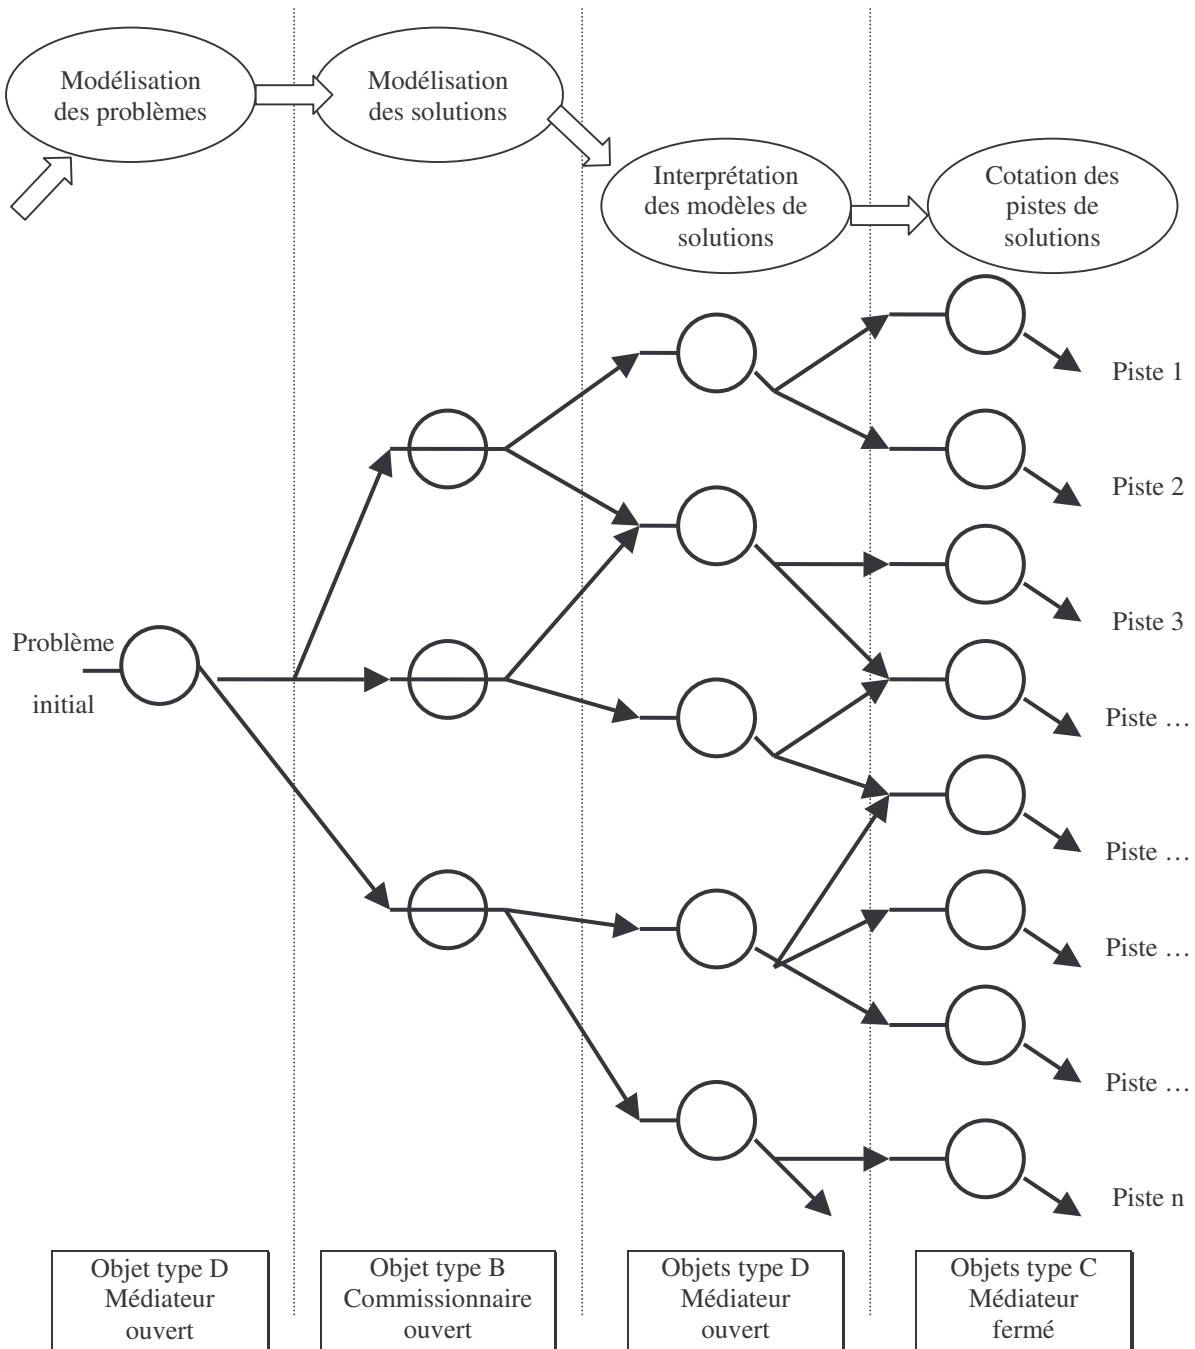 Modélisation
des problèmes
Modélisation
des solutions
Interprétation
des modèles de
solutions
Cotation des
pistes de
solutions
Piste 1
Piste 2
Piste 3
Problème
initial
Piste …
Piste …
Piste …
Piste …
Piste n
Objet type D
Médiateur
ouvert
Objet type B
Commissionnaire
ouvert
Objets type D
Médiateur
ouvert
Objets type C
Médiateur
fermé